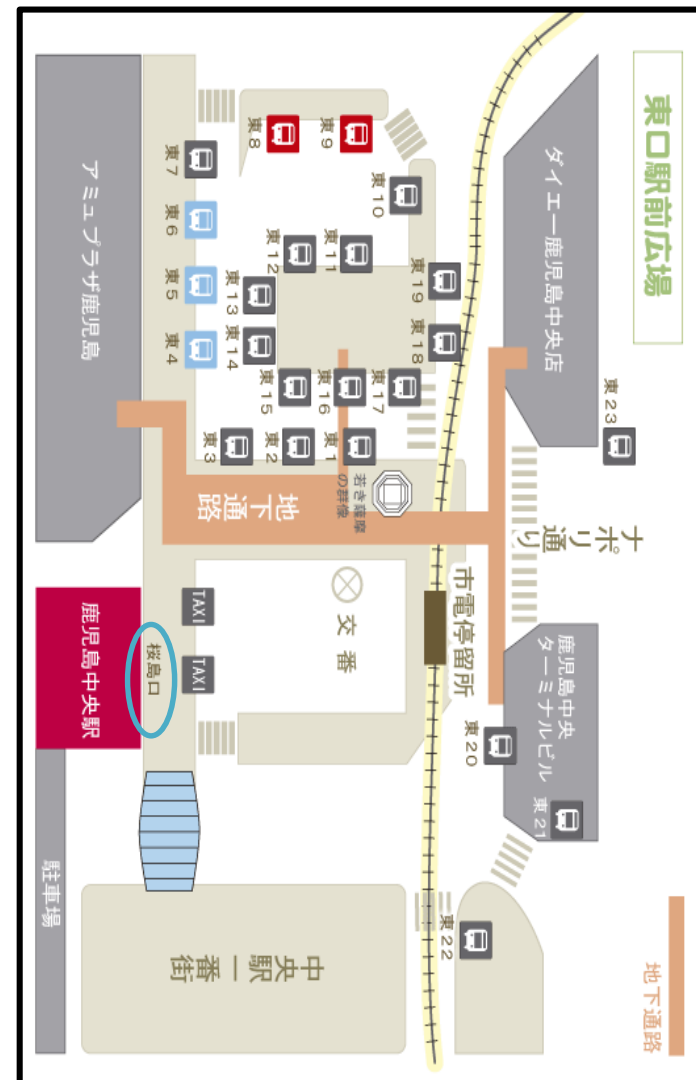 東口駅前広場
ダイエー鹿児島中央店
東23
ナポリ通り
鹿児島中央
ターミナルビル
東21
東20
東22
地下通路
市電停留所
東19
東18
東17
東10
東9
東8
東11
東12
東13
東14
東16
東15
東1
東2
東3
若き薩摩
の群像
地下通路
交番
東7
東6
東5
東4
TAXI
TAXI
桜島口
アミュプラザ鹿児島
鹿児島中央駅
駐車場
中央駅一番街